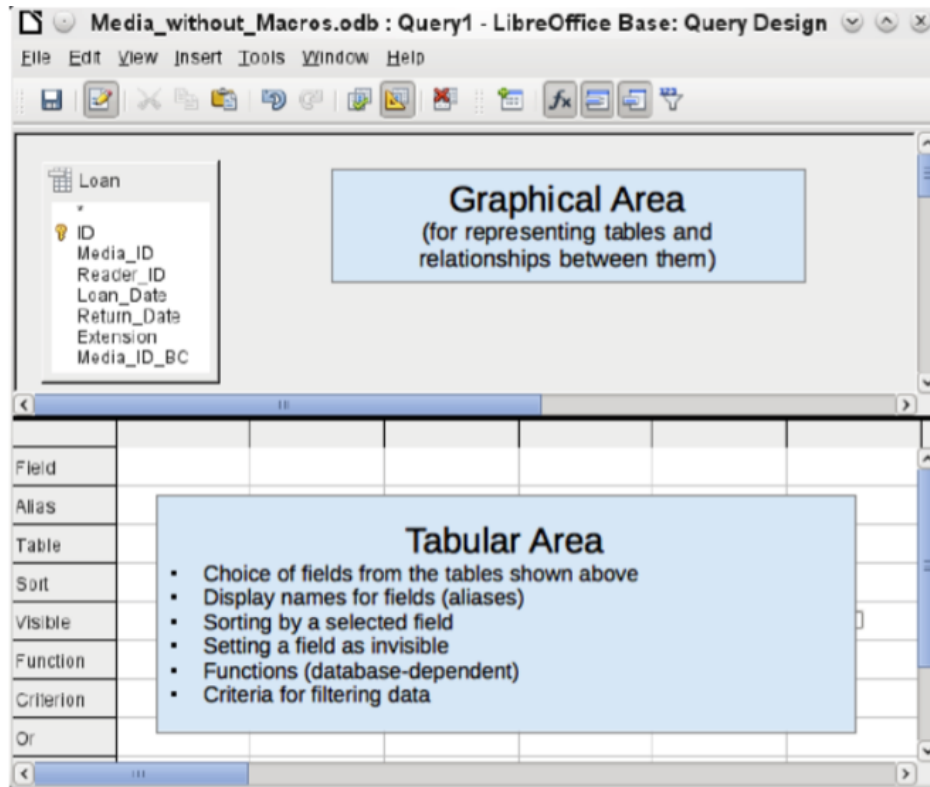 Media_without_Macros.odb : Query1 - LibreOffice Base: Query Design
File Edit View Insert Tools Window Help
Loan
*
ID
Media_ID
Reader_ID
Loan_Date
Return_Date
Extension
Media_ID_BC
Graphical Area
(for representing tables and
relationships between them)
Field
Alias
Table
Sort
Visible
Function
Criterion
Or
Tabular Area
▪ Choice of fields from the tables shown above
▪ Display names for fields (aliases)
▪ Sorting by a selected field
▪ Setting a field as invisible
▪ Functions (database-dependent)
▪ Criteria for filtering data